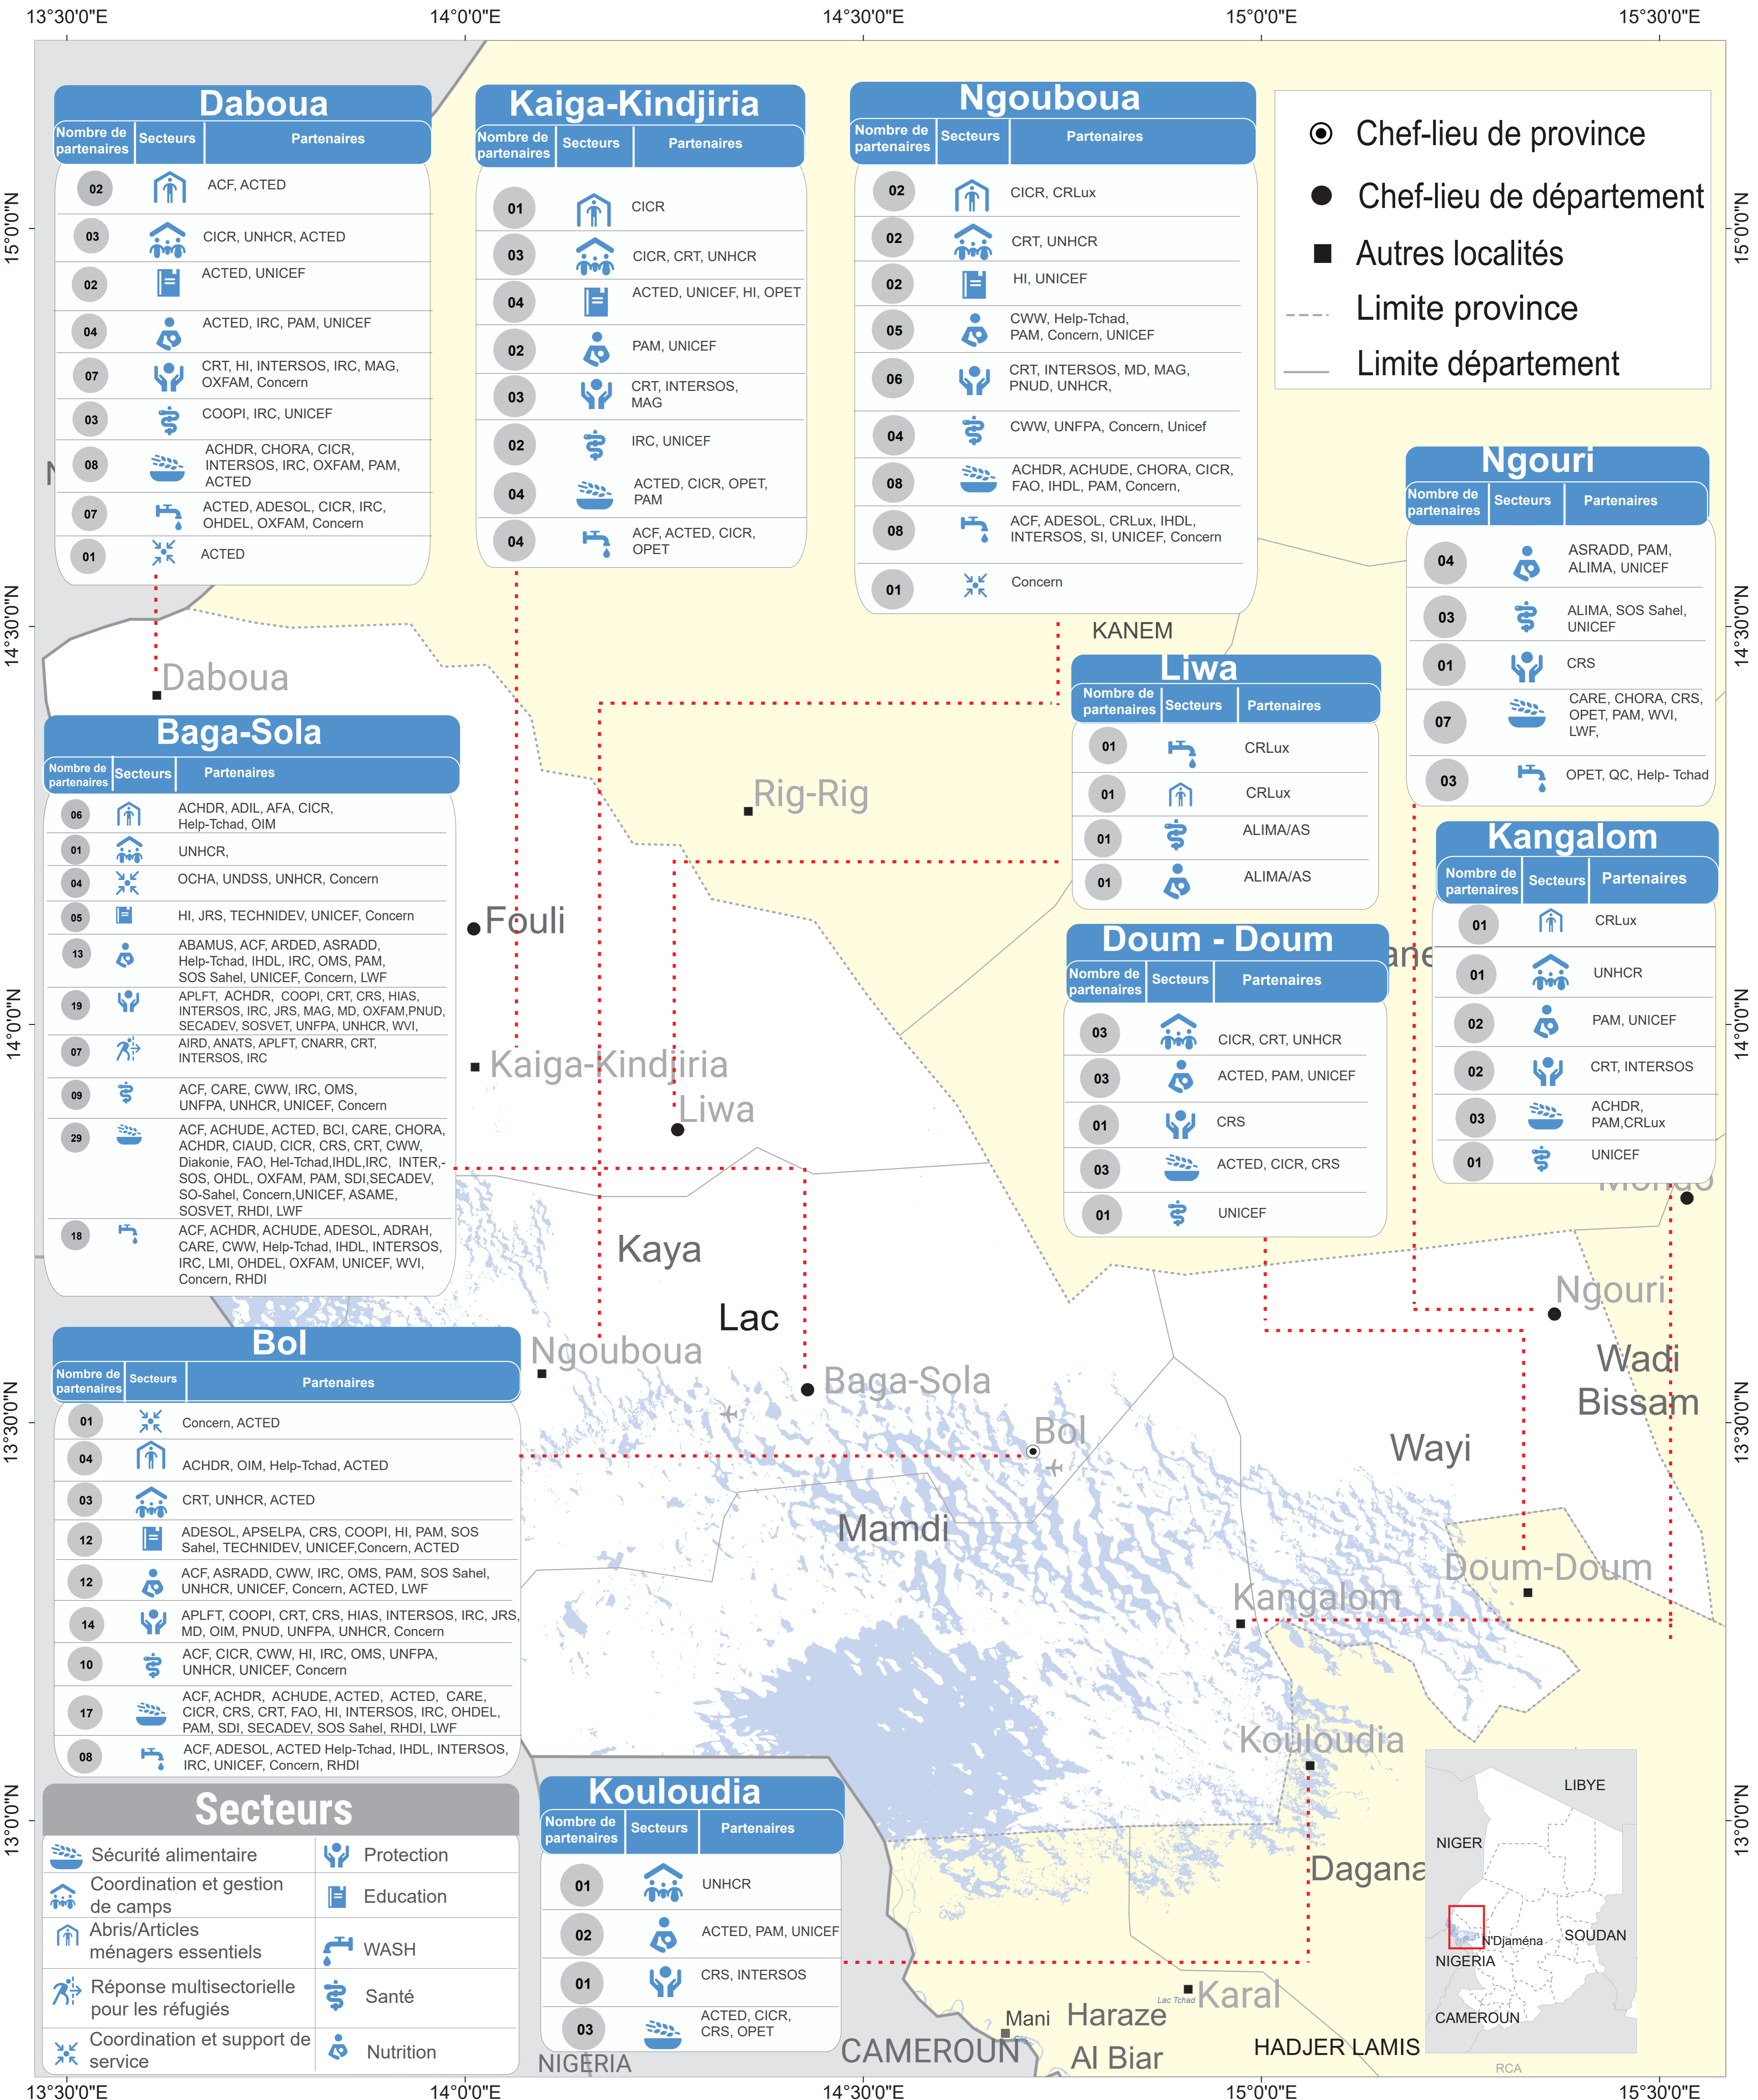 13°30'0"E
14°0'0"E
14°30'0"E
15°0'0"E
15°30'0"E
15°0'0"N
14°30'0"N
14°0'0"N
13°30'0"N
13°0'0"N
Daboua
Nombre de
partenaires
Secteurs
Partenaires
02
ACF, ACTED
03
CICR, UNHCR, ACTED
02
ACTED, UNICEF
04
ACTED, IRC, PAM, UNICEF
07
CRT, HI, INTERSOS, IRC, MAG,
OXFAM, Concern
03
COOPI, IRC, UNICEF
08
ACHDR, CHORA, CICR,
INTERSOS, IRC, OXFAM, PAM,
ACTED
07
ACTED, ADESOL, CICR, IRC,
OHDEL, OXFAM, Concern
01
ACTED
Kaiga-Kindjiria
Nombre de
partenaires
Secteurs
Partenaires
01
CICR
03
CICR, CRT, UNHCR
04
ACTED, UNICEF, HI, OPET
02
PAM, UNICEF
03
CRT, INTERSOS,
MAG
02
IRC, UNICEF
04
ACTED, CICR, OPET,
PAM
04
ACF, ACTED, CICR,
OPET
Ngouboua
Nombre de
partenaires
Secteurs
Partenaires
02
CICR, CRLux
02
CRT, UNHCR
02
HI, UNICEF
05
CWW, Help-Tchad,
PAM, Concern, UNICEF
06
CRT, INTERSOS, MD, MAG,
PNUD, UNHCR,
04
CWW, UNFPA, Concern, Unicef
08
ACHDR, ACHUDE, CHORA, CICR,
FAO, IHDL, PAM, Concern,
08
ACF, ADESOL, CRLux, IHDL,
INTERSOS, SI, UNICEF, Concern
01
Concern
Chef-lieu de province
Chef-lieu de département
Autres localités
Limite province
Limite département
Ngouri
Nombre de
partenaires
Secteurs
Partenaires
04
ASRADD, PAM,
ALIMA, UNICEF
03
ALIMA, SOS Sahel,
UNICEF
01
CRS
07
CARE, CHORA, CRS,
OPET, PAM, WVI,
LWF,
03
OPET, QC, Help- Tchad
KANEM
Liwa
Nombre de
partenaires
Secteurs
Partenaires
01
CRLux
01
CRLux
01
ALIMA/AS
01
ALIMA/AS
Kangalom
Nombre de
partenaires
Secteurs
Partenaires
01
CRLux
01
UNHCR
02
PAM, UNICEF
02
CRT, INTERSOS
03
ACHDR,
PAM,CRLux
01
UNICEF
Doum - Doum
Nombre de
partenaires
Secteurs
Partenaires
03
CICR, CRT, UNHCR
03
ACTED, PAM, UNICEF
01
CRS
03
ACTED, CICR, CRS
01
UNICEF
Daboua
Baga-Sola
Nombre de
partenaires
Secteurs
Partenaires
06
ACHDR, ADIL, AFA, CICR,
Help-Tchad, OIM
01
UNHCR,
04
OCHA, UNDSS, UNHCR, Concern
05
HI, JRS, TECHNIDEV, UNICEF, Concern
13
ABAMUS, ACF, ARDED, ASRADD,
Help-Tchad, IHDL, IRC, OMS, PAM,
SOS Sahel, UNICEF, Concern, LWF
19
APLFT, ACHDR, COOPI, CRT, CRS, HIAS,
INTERSOS, IRC, JRS, MAG, MD, OXFAM,PNUD,
SECADEV, SOSVET, UNFPA, UNHCR, WVI,
07
AIRD, ANATS, APLFT, CNARR, CRT,
INTERSOS, IRC
09
ACF, CARE, CWW, IRC, OMS,
UNFPA, UNHCR, UNICEF, Concern
29
ACF, ACHUDE, ACTED, BCI, CARE, CHORA,
ACHDR, CIAUD, CICR, CRS, CRT, CWW,
Diakonie, FAO, Hel-Tchad,IHDL,IRC, INTER,-
SOS, OHDL, OXFAM, PAM, SDI,SECADEV,
SO-Sahel, Concern,UNICEF, ASAME,
SOSVET, RHDI, LWF
18
ACF, ACHDR, ACHUDE, ADESOL, ADRAH,
CARE, CWW, Help-Tchad, IHDL, INTERSOS,
IRC, LMI, OHDEL, OXFAM, UNICEF, WVI,
Concern, RHDI
Rig-Rig
Fouli
Kaiga-Kindjiria
Liwa
Kaya
Lac
Ngouboua
Baga-Sola
Bol
Mamdi
Wayi
Ngouri
Wadi
Bissam
Doum-Doum
Kangalom
Kouloudia
Dagana
Bol
Nombre de
partenaires
Secteurs
Partenaires
01
Concern, ACTED
04
ACHDR, OIM, Help-Tchad, ACTED
03
CRT, UNHCR, ACTED
12
ADESOL, APSELPA, CRS, COOPI, HI, PAM, SOS
Sahel, TECHNIDEV, UNICEF,Concern, ACTED
12
ACF, ASRADD, CWW, IRC, OMS, PAM, SOS Sahel,
UNHCR, UNICEF, Concern, ACTED, LWF
14
APLFT, COOPI, CRT, CRS, HIAS, INTERSOS, IRC, JRS,
MD, OIM, PNUD, UNFPA, UNHCR, Concern
10
ACF, CICR, CWW, HI, IRC, OMS, UNFPA,
UNHCR, UNICEF, Concern
17
ACF, ACHDR, ACHUDE, ACTED, ACTED, CARE,
CICR, CRS, CRT, FAO, HI, INTERSOS, IRC, OHDEL,
PAM, SDI, SECADEV, SOS Sahel, RHDI, LWF
08
ACF, ADESOL, ACTED Help-Tchad, IHDL, INTERSOS,
IRC, UNICEF, Concern, RHDI
Secteurs
Sécurité alimentaire
Protection
Coordination et gestion
de camps
Education
Abris/Articles
ménagers essentiels
WASH
Réponse multisectorielle
pour les réfugiés
Santé
Coordination et support de
service
Nutrition
Kouloudia
Nombre de
partenaires
Secteurs
Partenaires
01
UNHCR
02
ACTED, PAM, UNICEF
01
CRS, INTERSOS
03
ACTED, CICR,
CRS, OPET
NIGERIA
CAMEROUN
Mani
Haraze
Al Biar
Lac Tchad
Karal
HADJER LAMIS
LIBYE
NIGER
N'Djaména
SOUDAN
NIGERIA
CAMEROUN
RCA
13°30'0"E
14°0'0"E
14°30'0"E
15°0'0"E
15°30'0"E
15°0'0"N
14°30'0"N
14°0'0"N
13°30'0"N
13°0'0"N